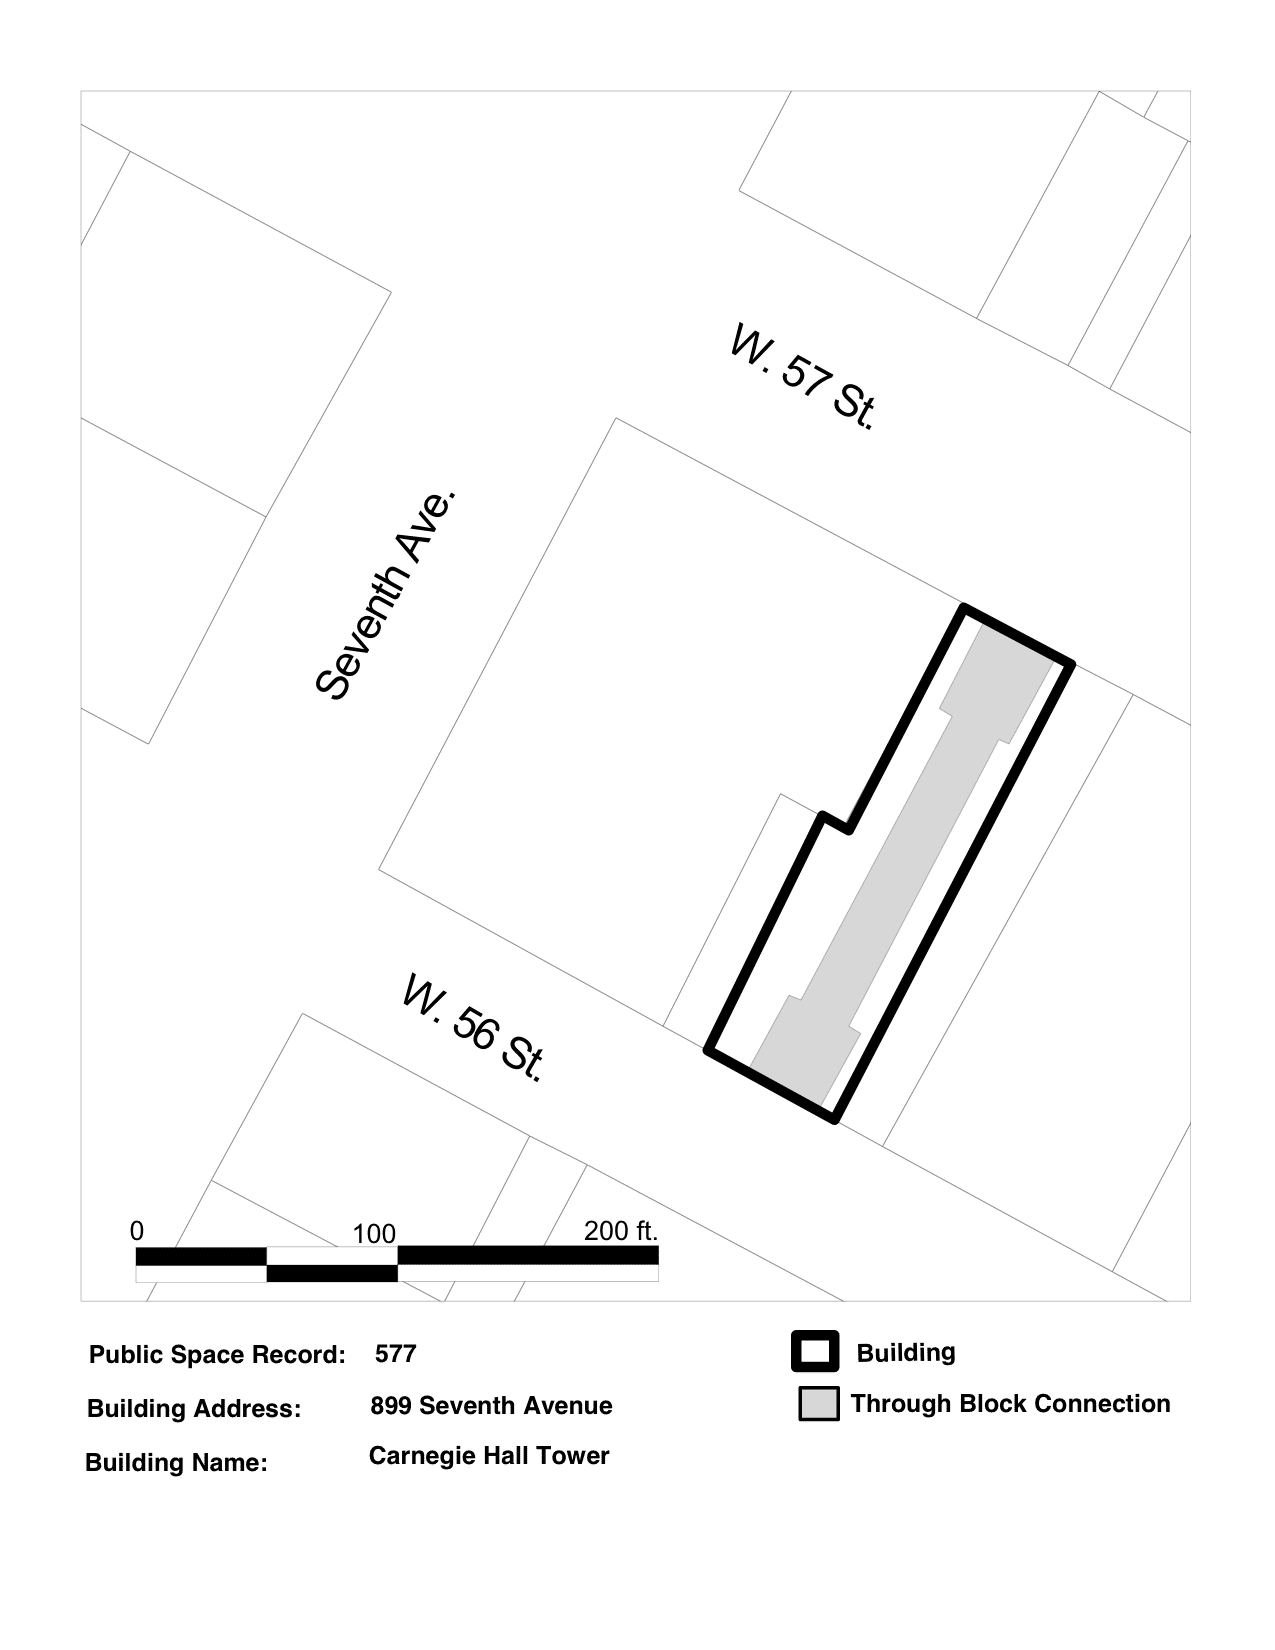 W. 57 St.
Seventh Ave.
W. 56 St.
0 100 200 ft.
Public Space Record: 577
Building Address: 899 Seventh Avenue
Building Name: Carnegie Hall Tower
Building
Through Block Connection